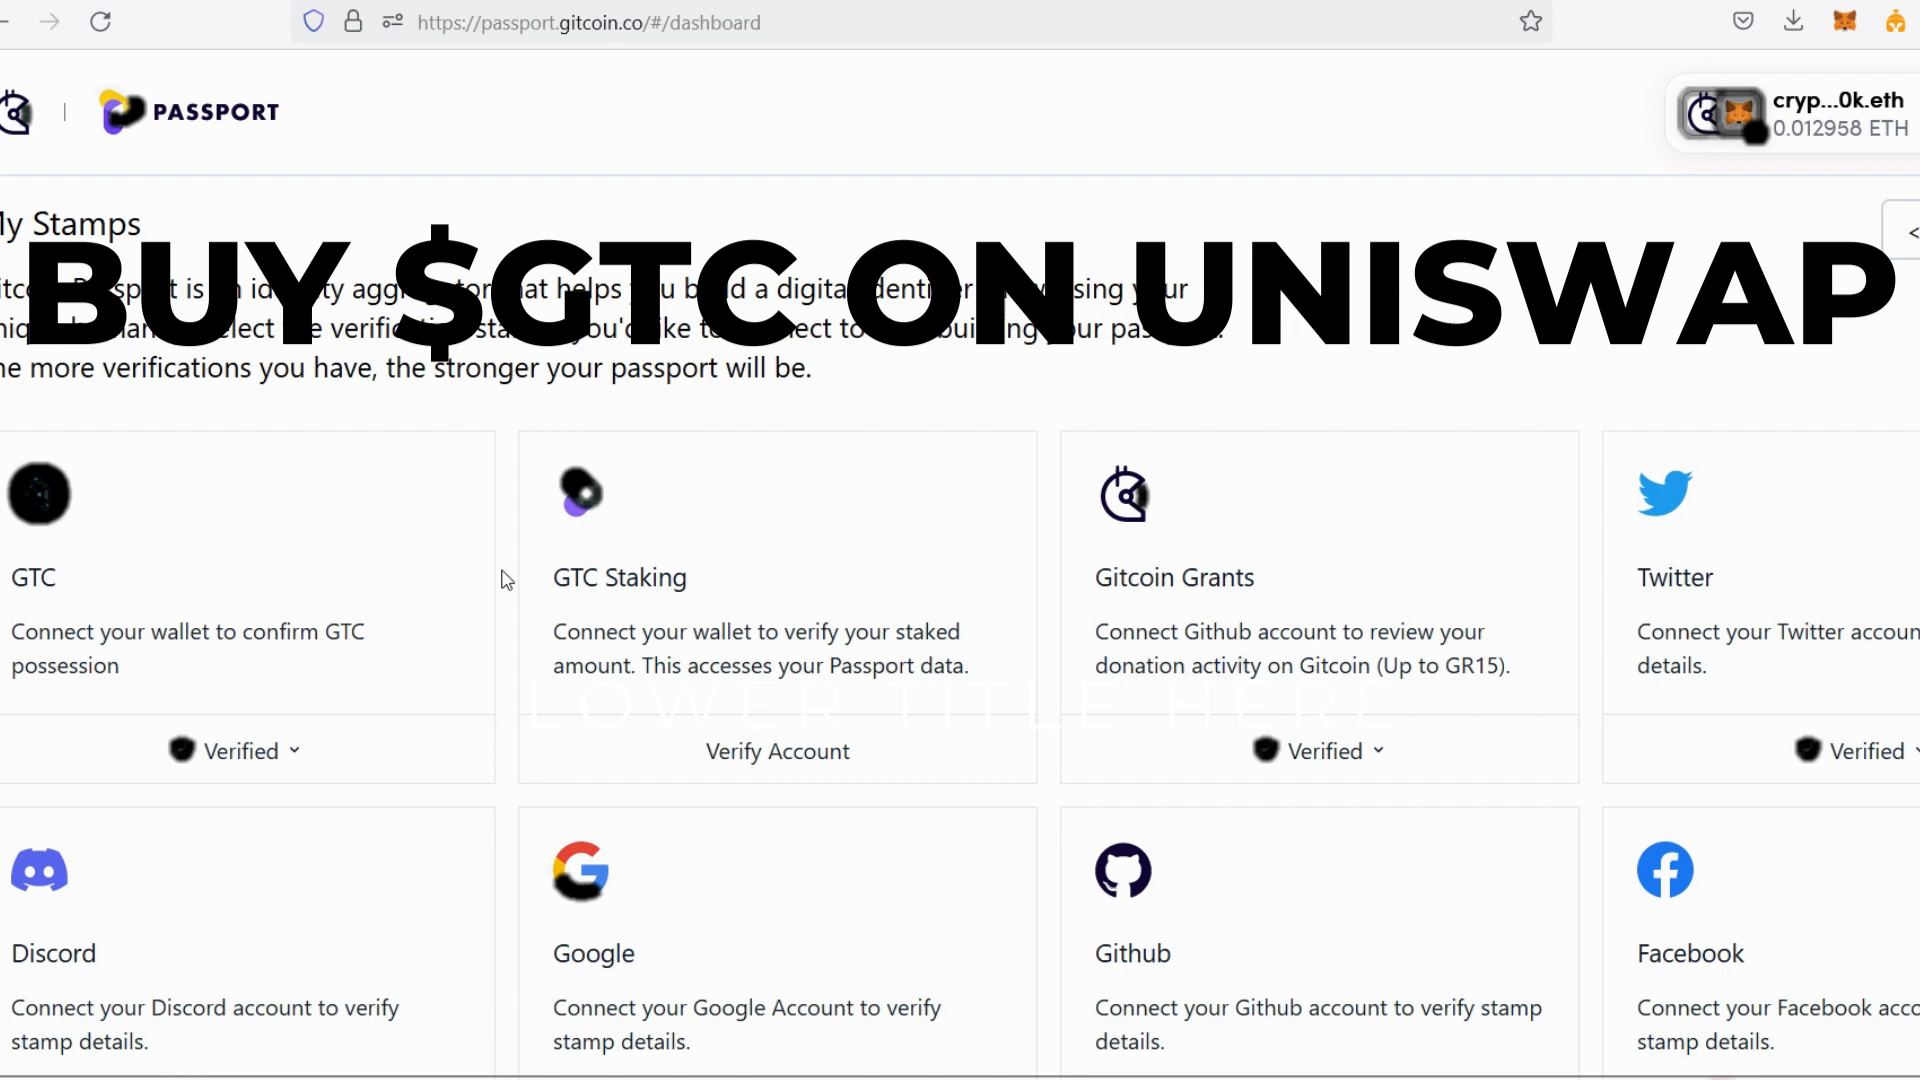 https://passport.gitcoin.co/#/dashboard
PASSPORT
cryp...0k.eth
0.012958 ETH
My Stamps
BUY $GTC ON UNISWAP
the more verifications you have, the stronger your passport will be.
GTC
Connect your wallet to confirm GTC
possession
Verified
GTC Staking
Connect your wallet to verify your staked
amount. This accesses your Passport data.
Verify Account
Gitcoin Grants
Connect Github account to review your
donation activity on Gitcoin (Up to GR15).
Verified
Twitter
Connect your Twitter accoun
details.
Verified
LOWER TITLE HERE
Discord
Connect your Discord account to verify
stamp details.
Google
Connect your Google Account to verify
stamp details.
Github
Connect your Github account to verify stamp
details.
Facebook
Connect your Facebook acco
stamp details.